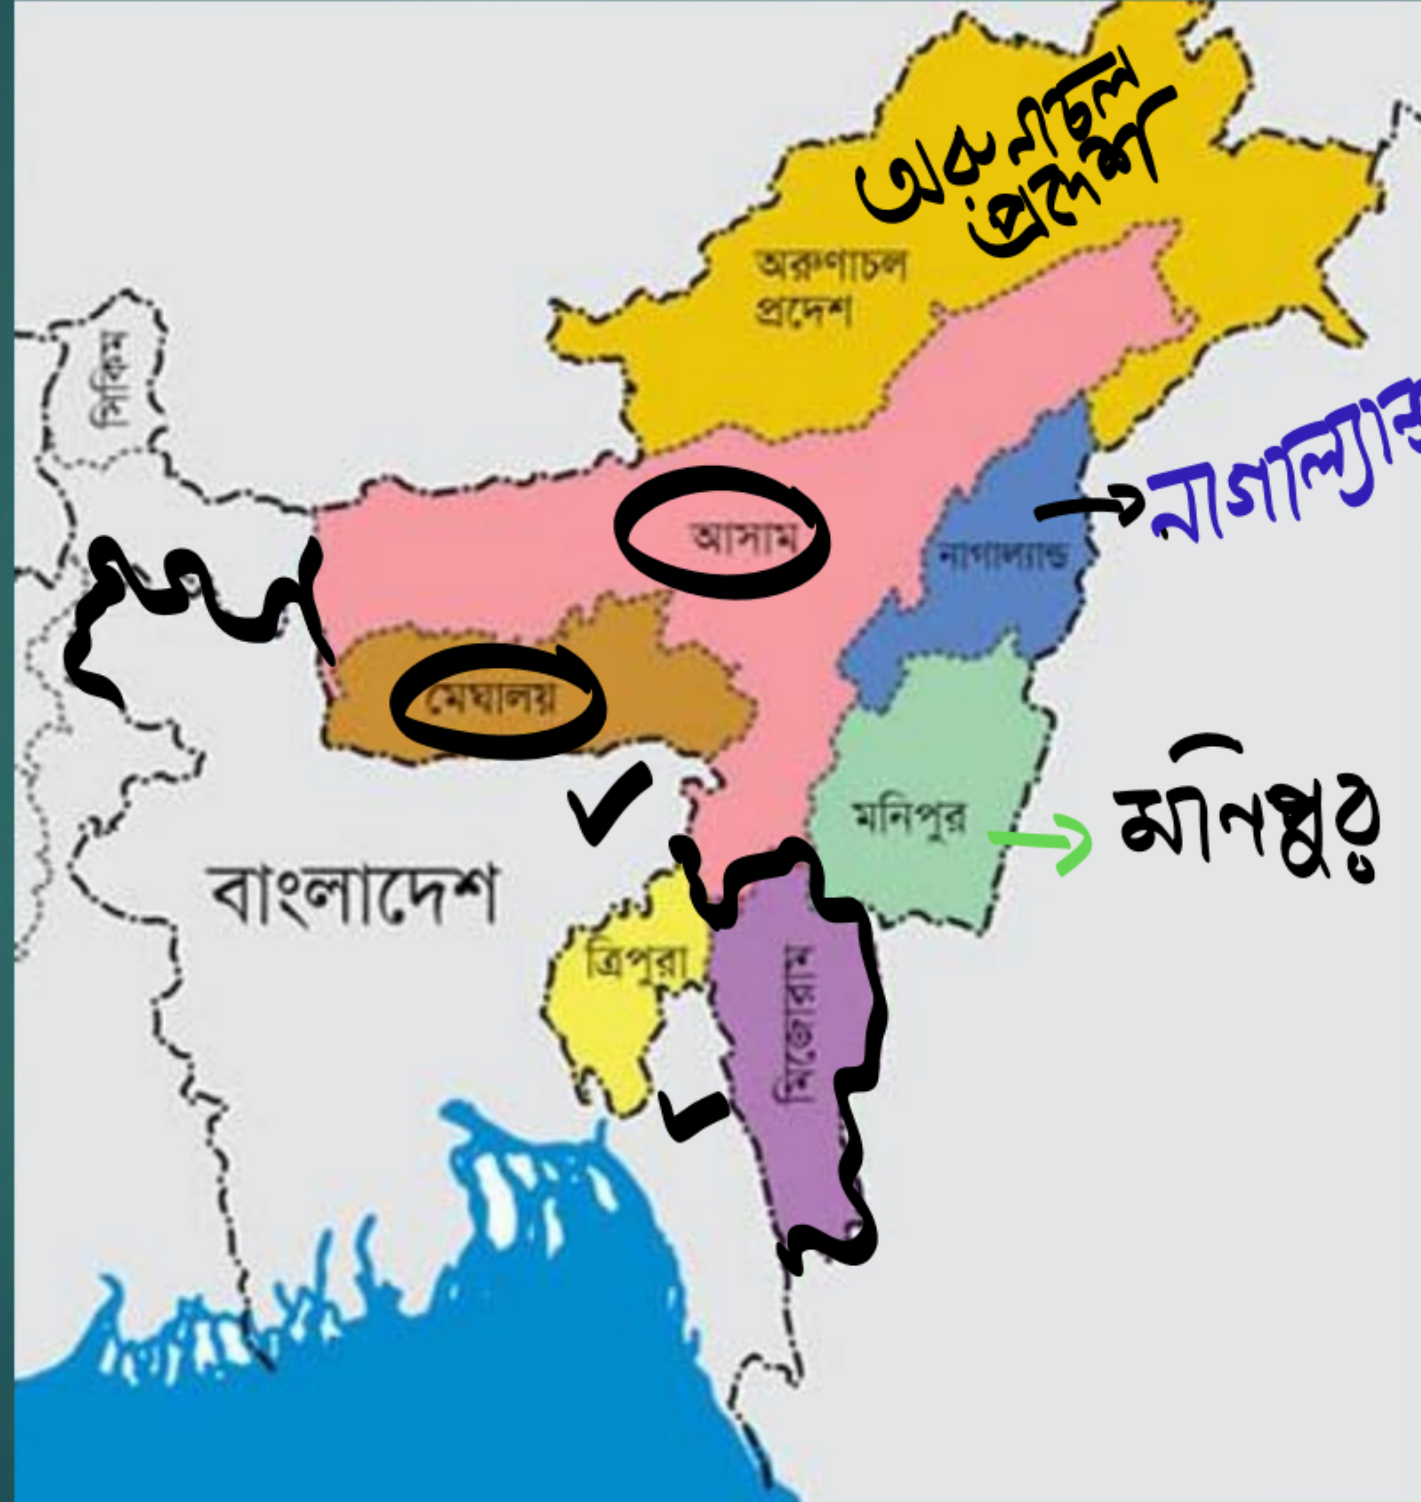 অরুনাচল
প্রদেশ
অরুণাচল
প্রদেশ
সিকিম
নাগাল্যান্ড
আসাম
নাগাল্যান্ড
মেঘালয়
মনিপুর
মনিপুর
বাংলাদেশ
ত্রিপুরা
মিজোরাম